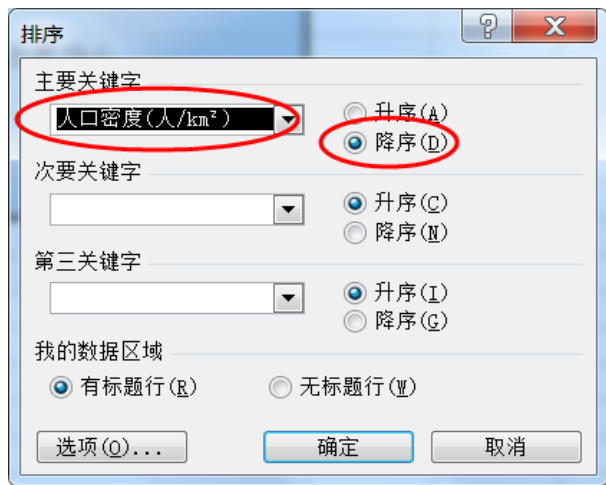 排序
主要关键字
人口密度(人/km²)
升序(A)
降序(D)
次要关键字
升序(C)
降序(N)
第三关键字
升序(I)
降序(G)
我的数据区域
有标题行(R) 无标题行(W)
选项(O)... 确定 取消